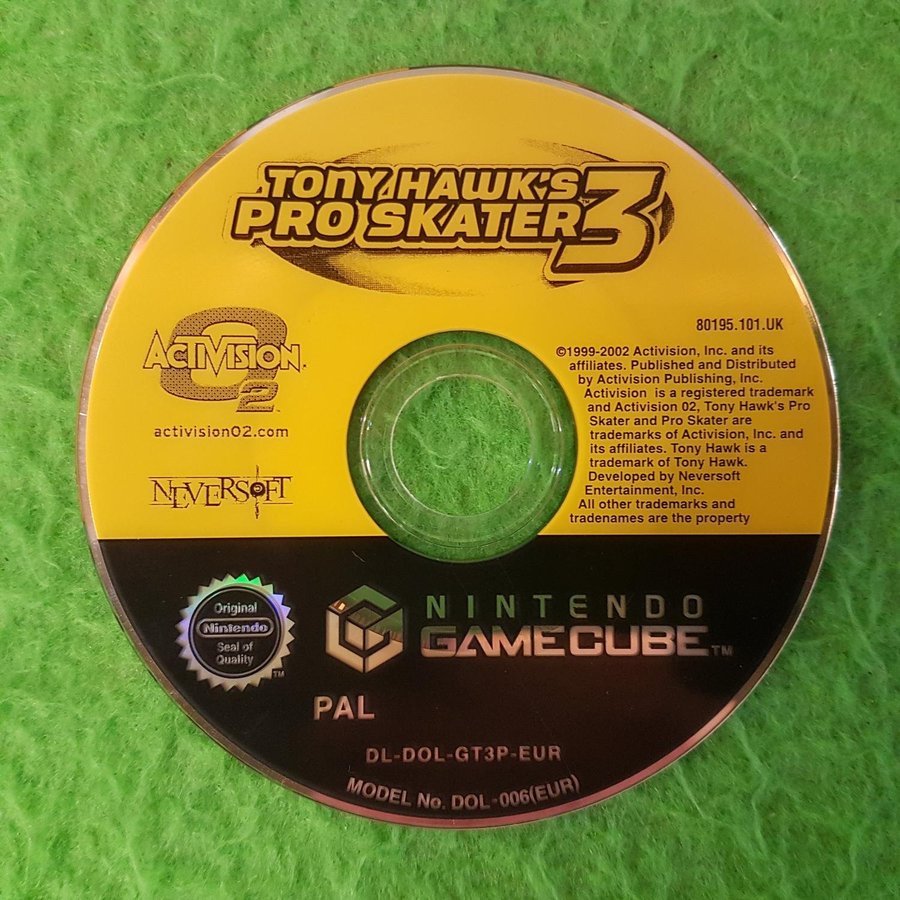 TONY HAWK'S
PRO SKATER 3
80195.101.UK
ACTIVISION.
O2™
activisionO2.com
NEVERSOFT
©1999-2002 Activision, Inc. and its
affiliates. Published and Distributed
by Activision Publishing, Inc.
Activision is a registered trademark
and Activision 02, Tony Hawk's Pro
Skater and Pro Skater are
trademarks of Activision, Inc. and
its affiliates. Tony Hawk is a
trademark of Tony Hawk.
Developed by Neversoft
Entertainment, Inc.
All other trademarks and
tradenames are the property
Original
Nintendo
Seal of
Quality
TM
NINTENDO
GAMECUBE™
PAL
DL-DOL-GT3P-EUR
MODEL No. DOL-006(EUR)